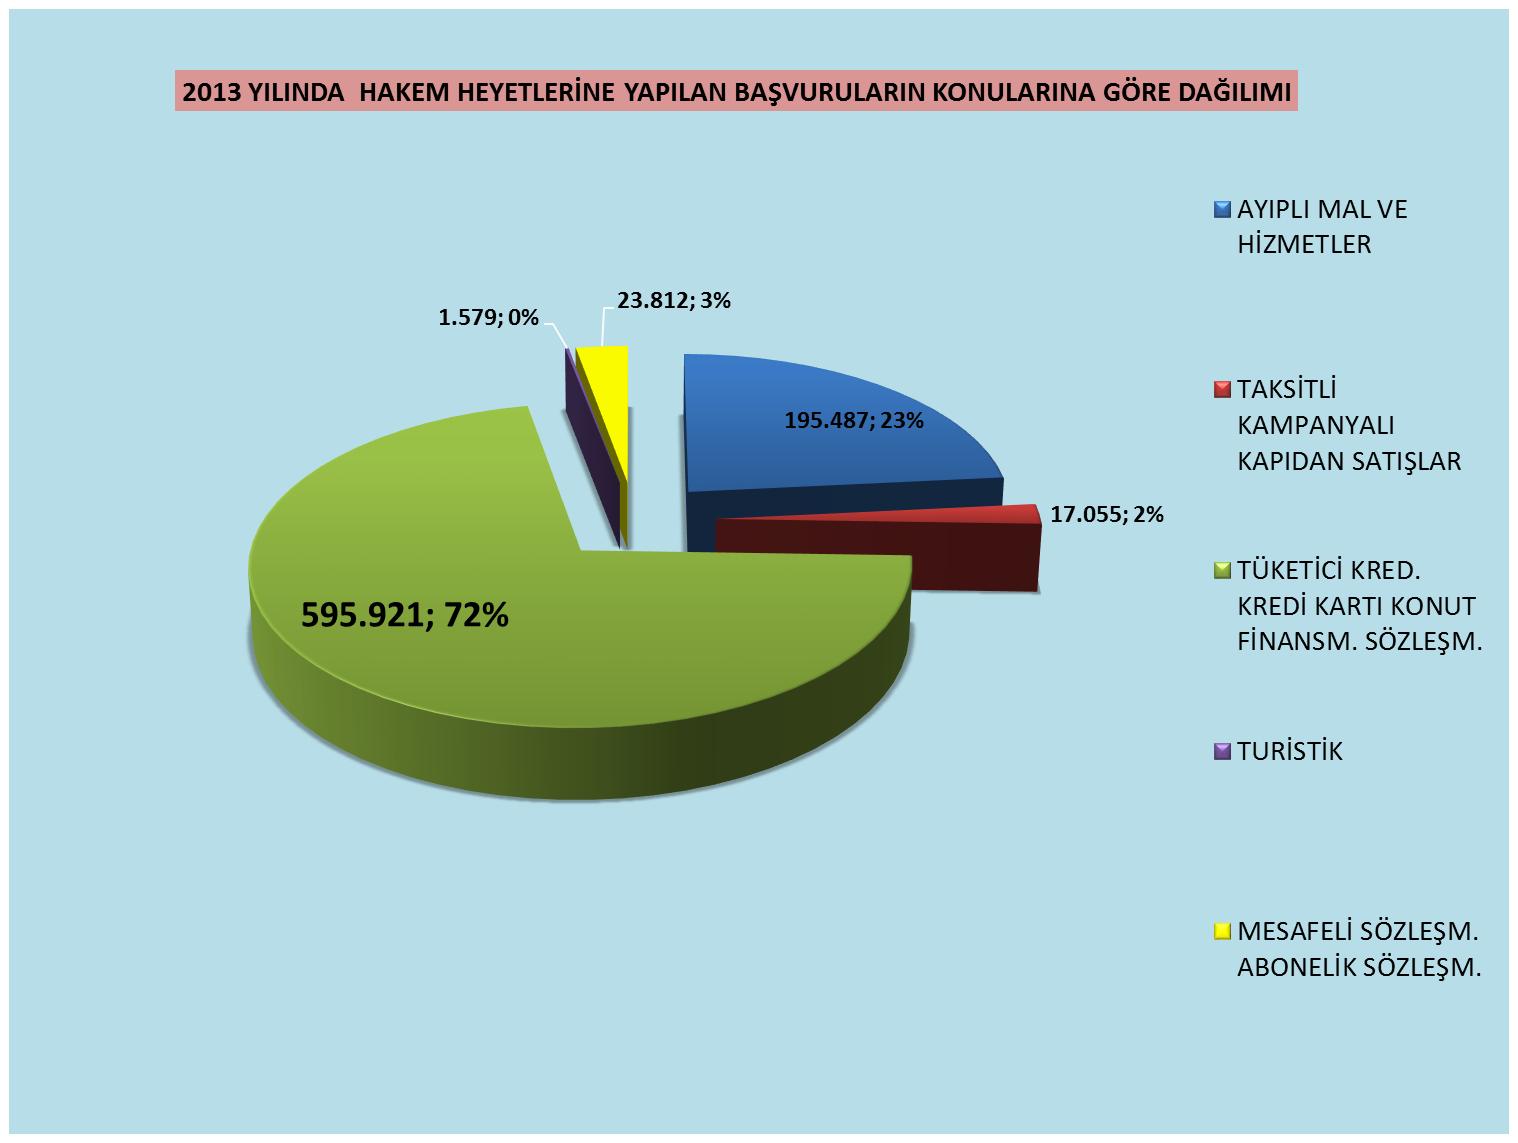 2013 YILINDA  HAKEM HEYETLERİNE YAPILAN BAŞVURULARIN KONULARINA GÖRE DAĞILIMI
1.579; 0%
23.812; 3%
195.487; 23%
17.055; 2%
595.921; 72%
AYIPLI MAL VE
HİZMETLER
TAKSİTLİ
KAMPANYALI
KAPIDAN SATIŞLAR
TÜKETİCİ KRED.
KREDİ KARTI KONUT
FİNANSM. SÖZLEŞM.
TURİSTİK
MESAFELİ SÖZLEŞM.
ABONELİK SÖZLEŞM.